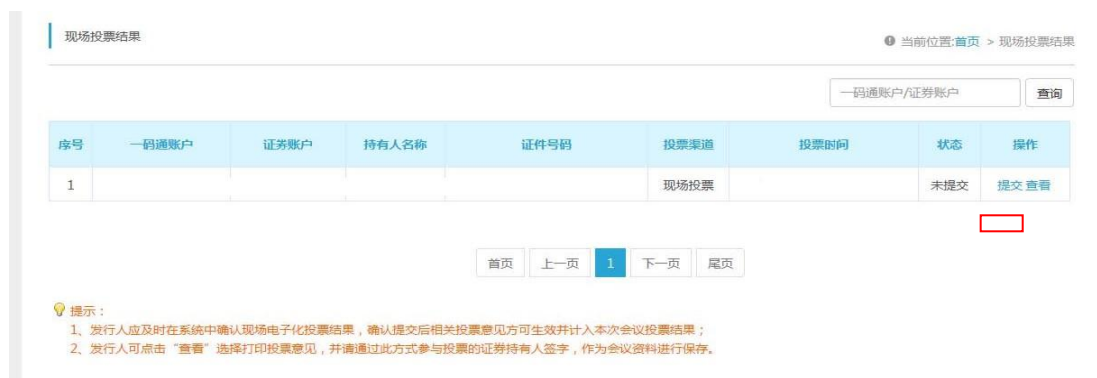 现场投票结果
当前位置:首页 > 现场投票结果
一码通账户/证券账户 查询
序号 一码通账户 证券账户 持有人名称 证件号码 投票渠道 投票时间 状态 操作
1 现场投票 未提交 提交 查看
首页 上一页 1 下一页 尾页
提示：
1、发行人应及时在系统中确认现场电子化投票结果，确认提交后相关投票意见方可生效并计入本次会议投票结果；
2、发行人可点击“查看”选择打印投票意见，并请通过此方式参与投票的证券持有人签字，作为会议资料进行保存。